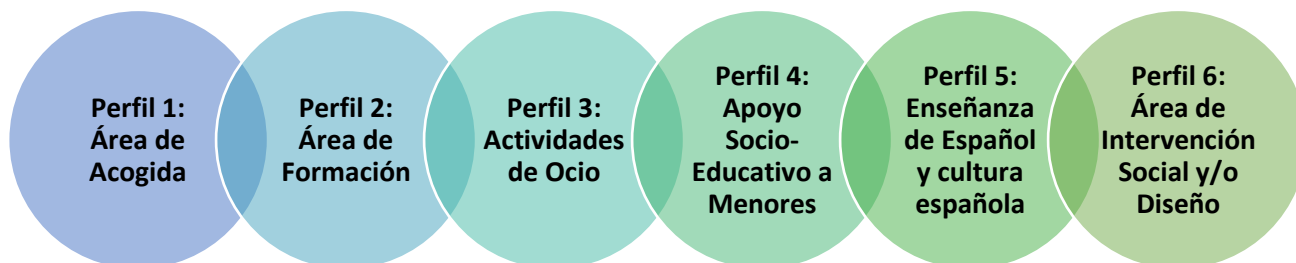 Perfil 1:
Área de
Acogida
Perfil 2:
Área de
Formación
Perfil 3:
Actividades
de Ocio
Perfil 4:
Apoyo
Socio-
Educativo a
Menores
Perfil 5:
Enseñanza
de Español
y cultura
española
Perfil 6:
Área de
Intervención
Social y/o
Diseño